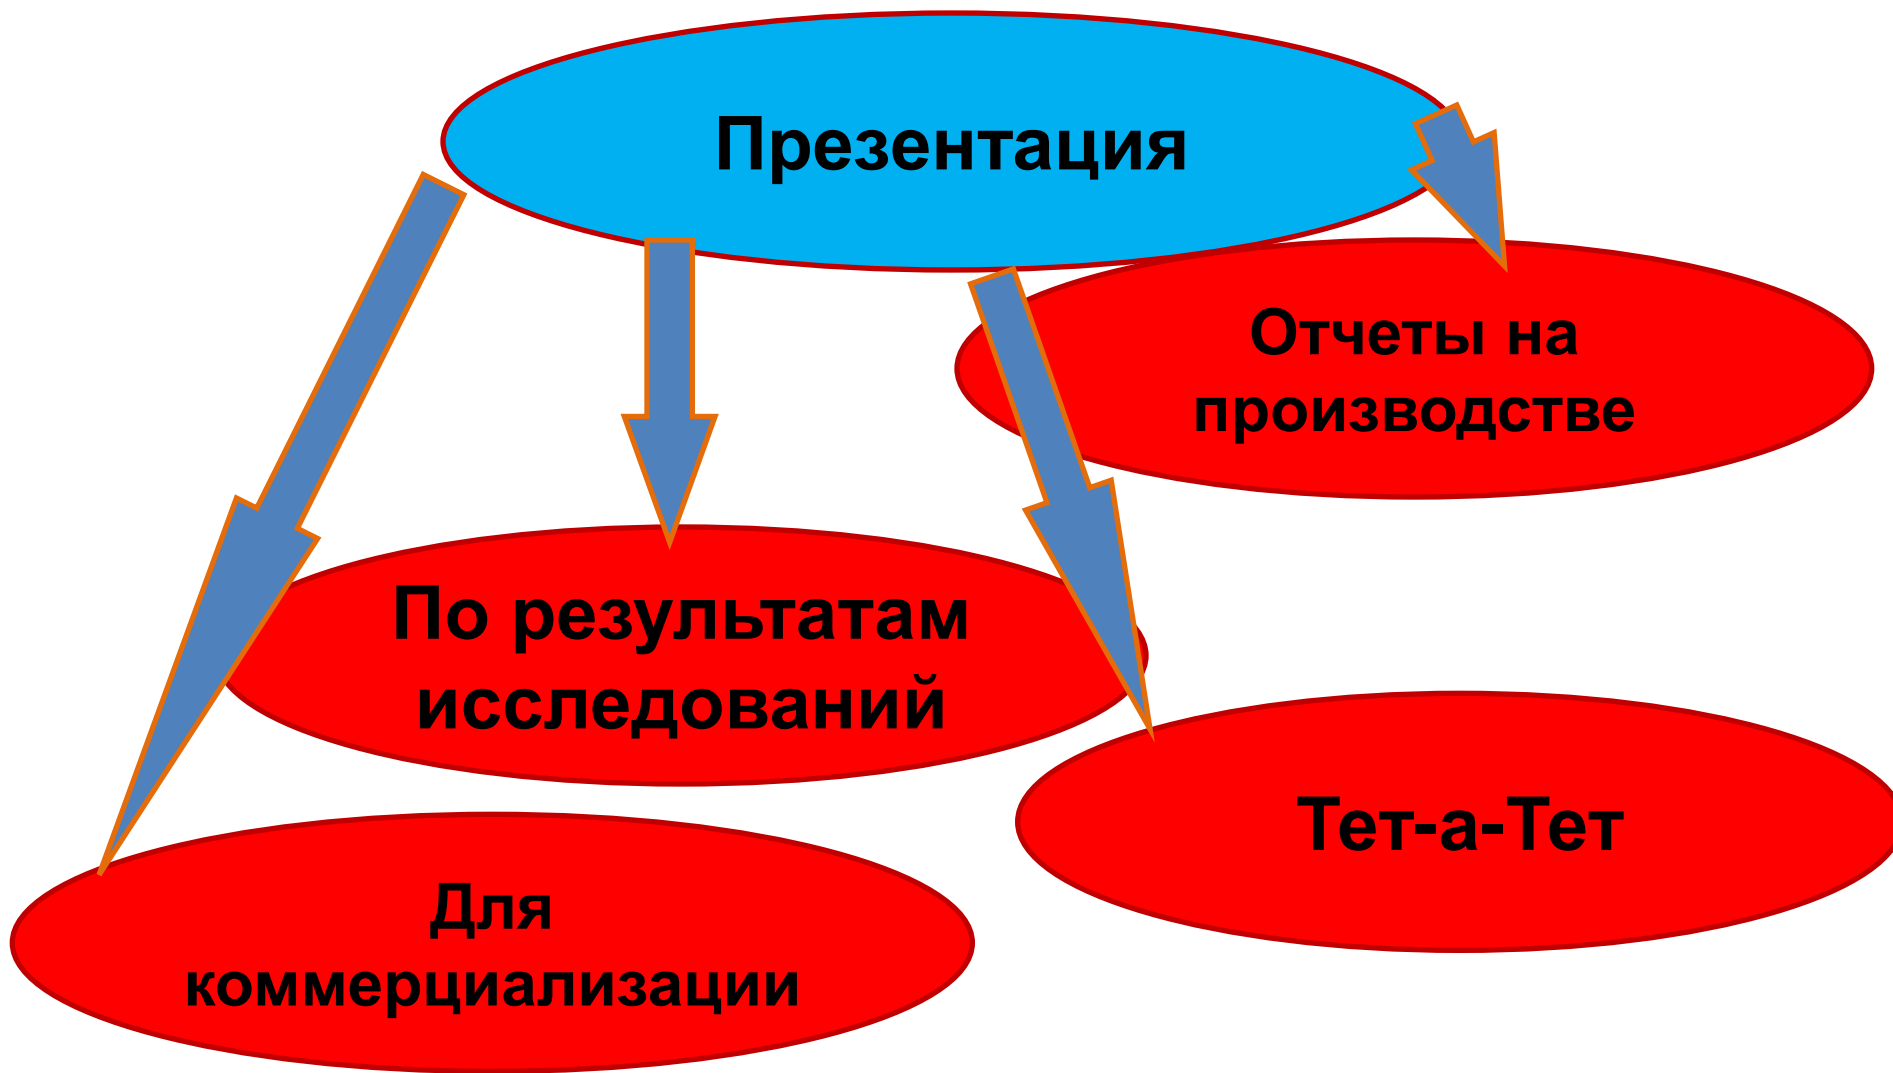 Презентация
Отчеты на
производстве
По результатам
исследований
Тет-а-Тет
Для
коммерциализации